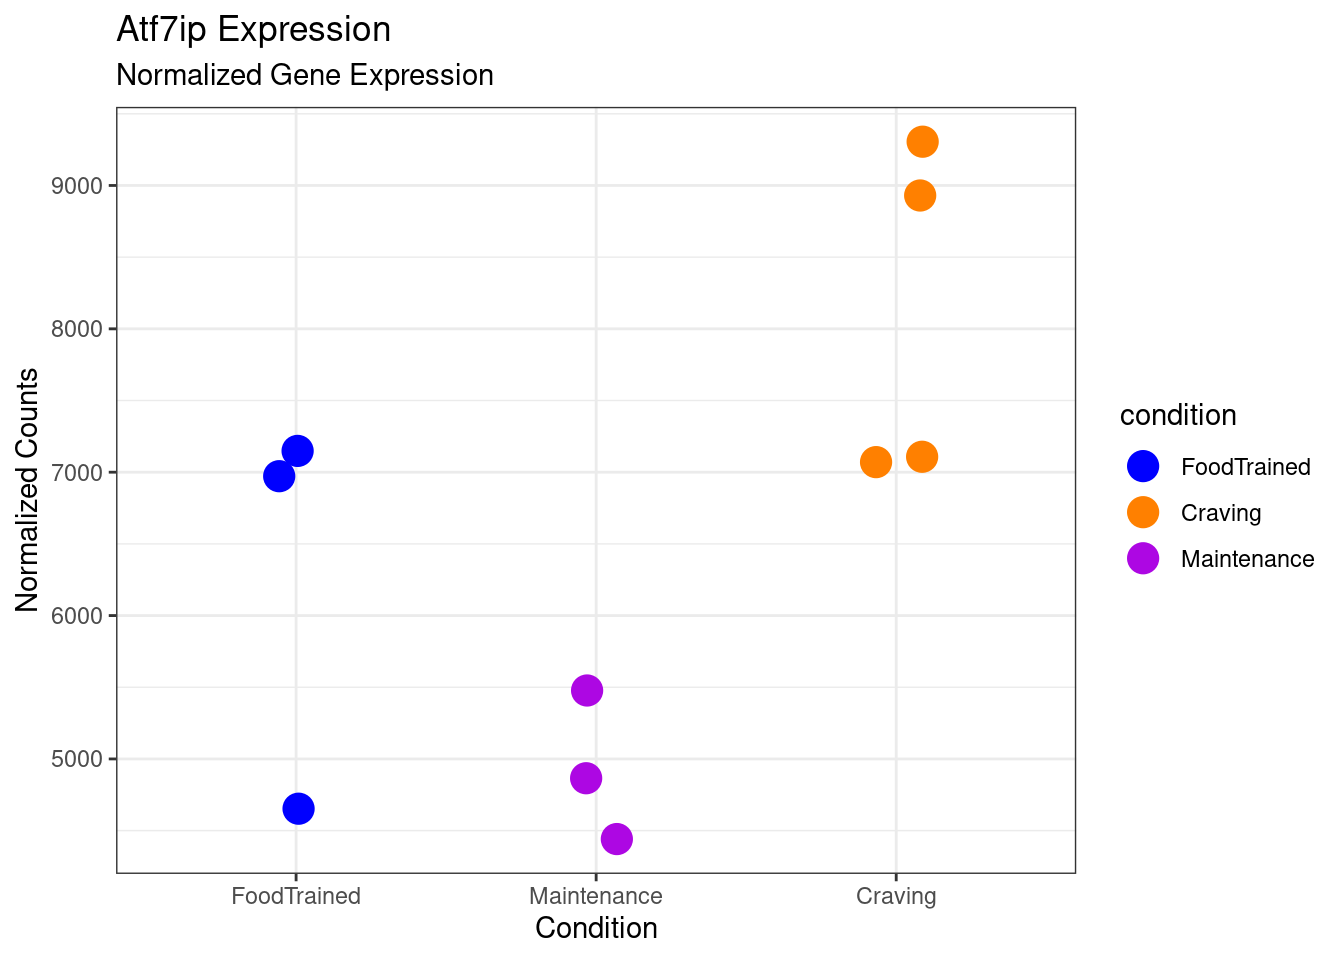 Atf7ip Expression
Normalized Gene Expression
Normalized Counts
9000
8000
7000
6000
5000
FoodTrained
Maintenance
Craving
Condition
condition
FoodTrained
Craving
Maintenance